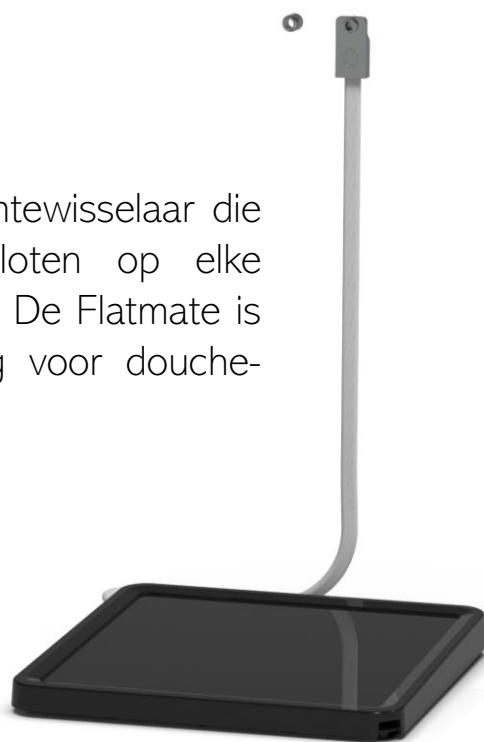 ntewisselaar die
loten op elke
De Flatmate is
g voor douche-